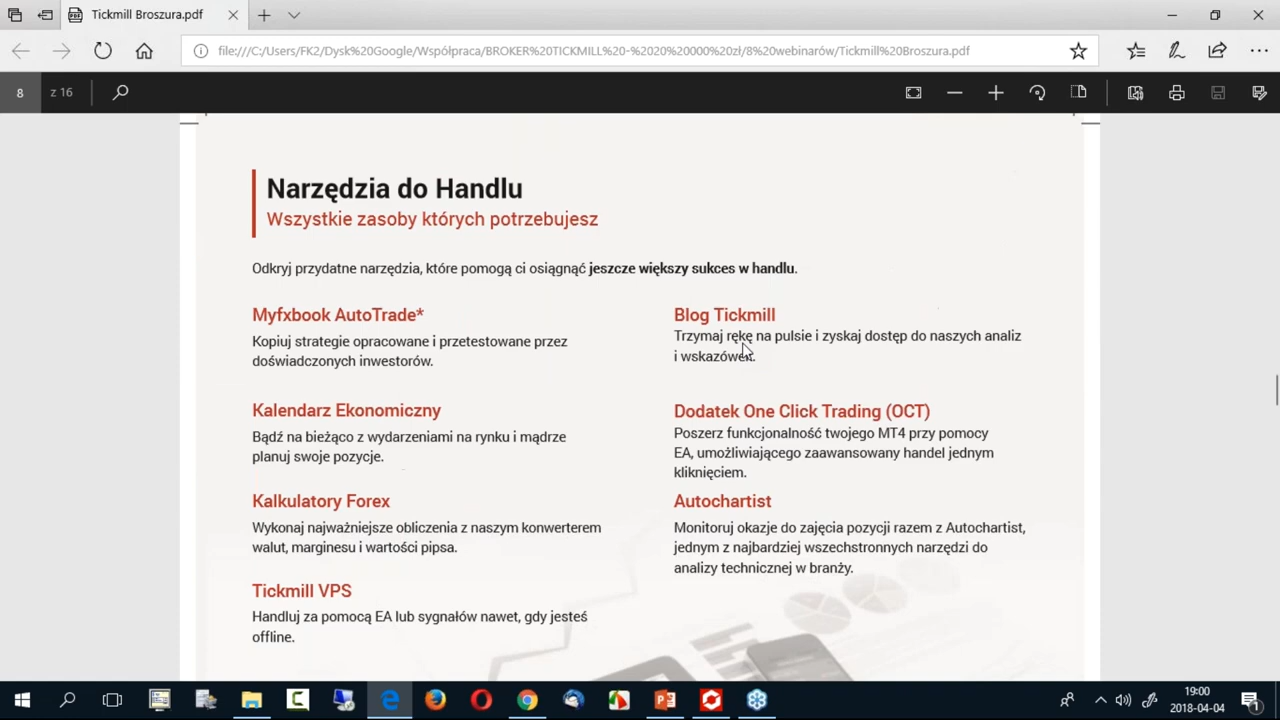 Tickmill Broszura.pdf
file:///C:/Users/FK2/Dysk%20Google/Współpraca/BROKER%20TICKMILL%20-%2020%20000%20zł/8%20webinarów/Tickmill%20Broszura.pdf
8 z 16
Narzędzia do Handlu
Wszystkie zasoby których potrzebujesz
Odkryj przydatne narzędzia, które pomogą ci osiągnąć jeszcze większy sukces w handlu.
Myfxbook AutoTrade*
Kopiuj strategie opracowane i przetestowane przez
doświadczonych inwestorów.
Kalendarz Ekonomiczny
Bądź na bieżąco z wydarzeniami na rynku i mądrze
planuj swoje pozycje.
Kalkulatory Forex
Wykonaj najważniejsze obliczenia z naszym konwerterem
walut, marginesu i wartości pipsa.
Tickmill VPS
Handluj za pomocą EA lub sygnałów nawet, gdy jesteś
offline.
Blog Tickmill
Trzymaj rękę na pulsie i zyskaj dostęp do naszych analiz
i wskazówek.
Dodatek One Click Trading (OCT)
Poszerz funkcjonalność twojego MT4 przy pomocy
EA, umożliwiającego zaawansowany handel jednym
kliknięciem.
Autochartist
Monitoruj okazje do zajęcia pozycji razem z Autochartist,
jednym z najbardziej wszechstronnych narzędzi do
analizy technicznej w branży.
19:00
2018-04-04